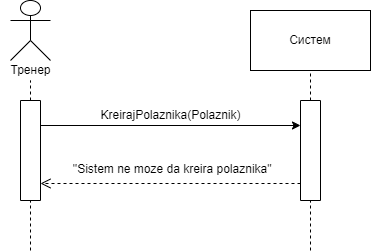 Систем
Тренер
KreirajPolaznika(Polaznik)
"Sistem ne moze da kreira polaznika"